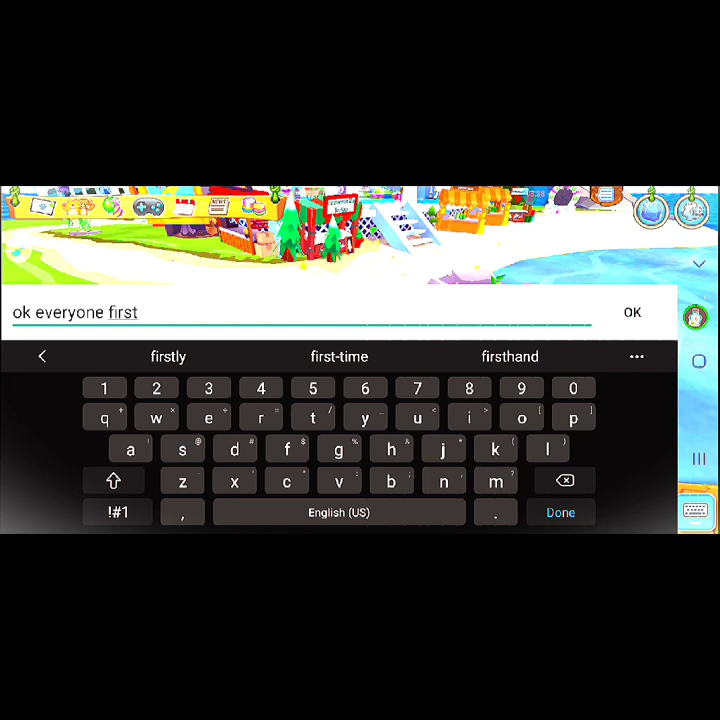 NEWS
ok everyone first
OK
firstly first-time firsthand
1 2 3 4 5 6 7 8 9 0
q w e r t y u i o p
a s d f g h j k l
z x c v b n m
!#1 , English (US) . Done